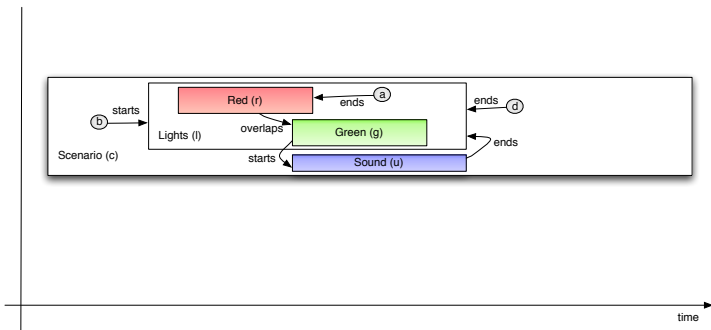 Red (r)
a
ends
ends
d
starts
b
overlaps
Green (g)
Lights (l)
ends
Scenario (c)
starts
Sound (u)
time